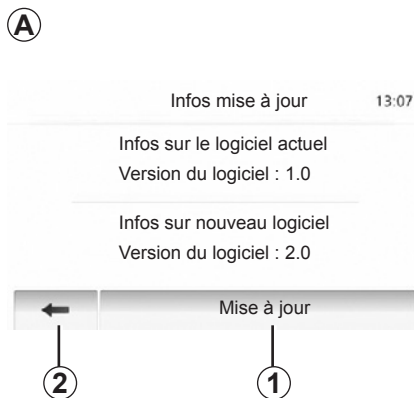 A
Infos mise à jour 13:07
Infos sur le logiciel actuel
Version du logiciel : 1.0
Infos sur nouveau logiciel
Version du logiciel : 2.0
Mise à jour
2 1